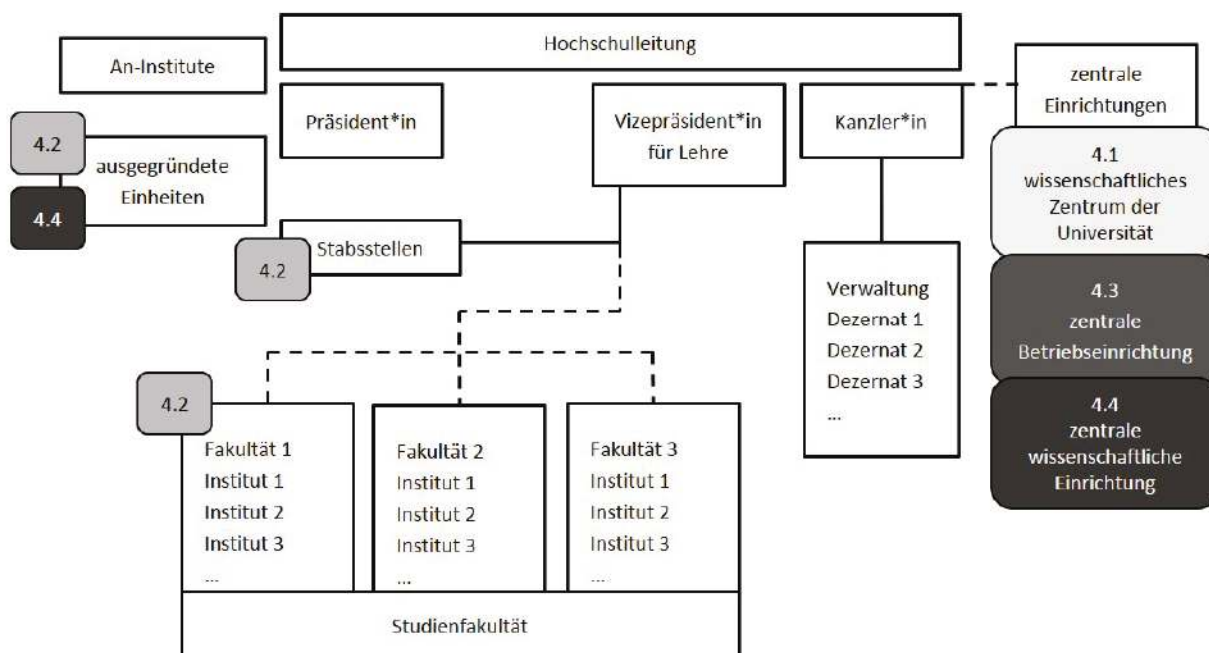 Hochschulleitung
An-Institute
zentrale
Einrichtungen
Präsident*in
Vizepräsident*in
für Lehre
Kanzler*in
4.2
ausgegründete
Einheiten
4.4
4.1
wissenschaftliches
Zentrum der
Universität
Stabsstellen
4.2
Verwaltung
Dezernat 1
Dezernat 2
Dezernat 3
...
4.3
zentrale
Betriebseinrichtung
4.4
zentrale
wissenschaftliche
Einrichtung
4.2
Fakultät 1
Institut 1
Institut 2
Institut 3
...
Fakultät 2
Institut 1
Institut 2
Institut 3
...
Fakultät 3
Institut 1
Institut 2
Institut 3
...
Studienfakultät